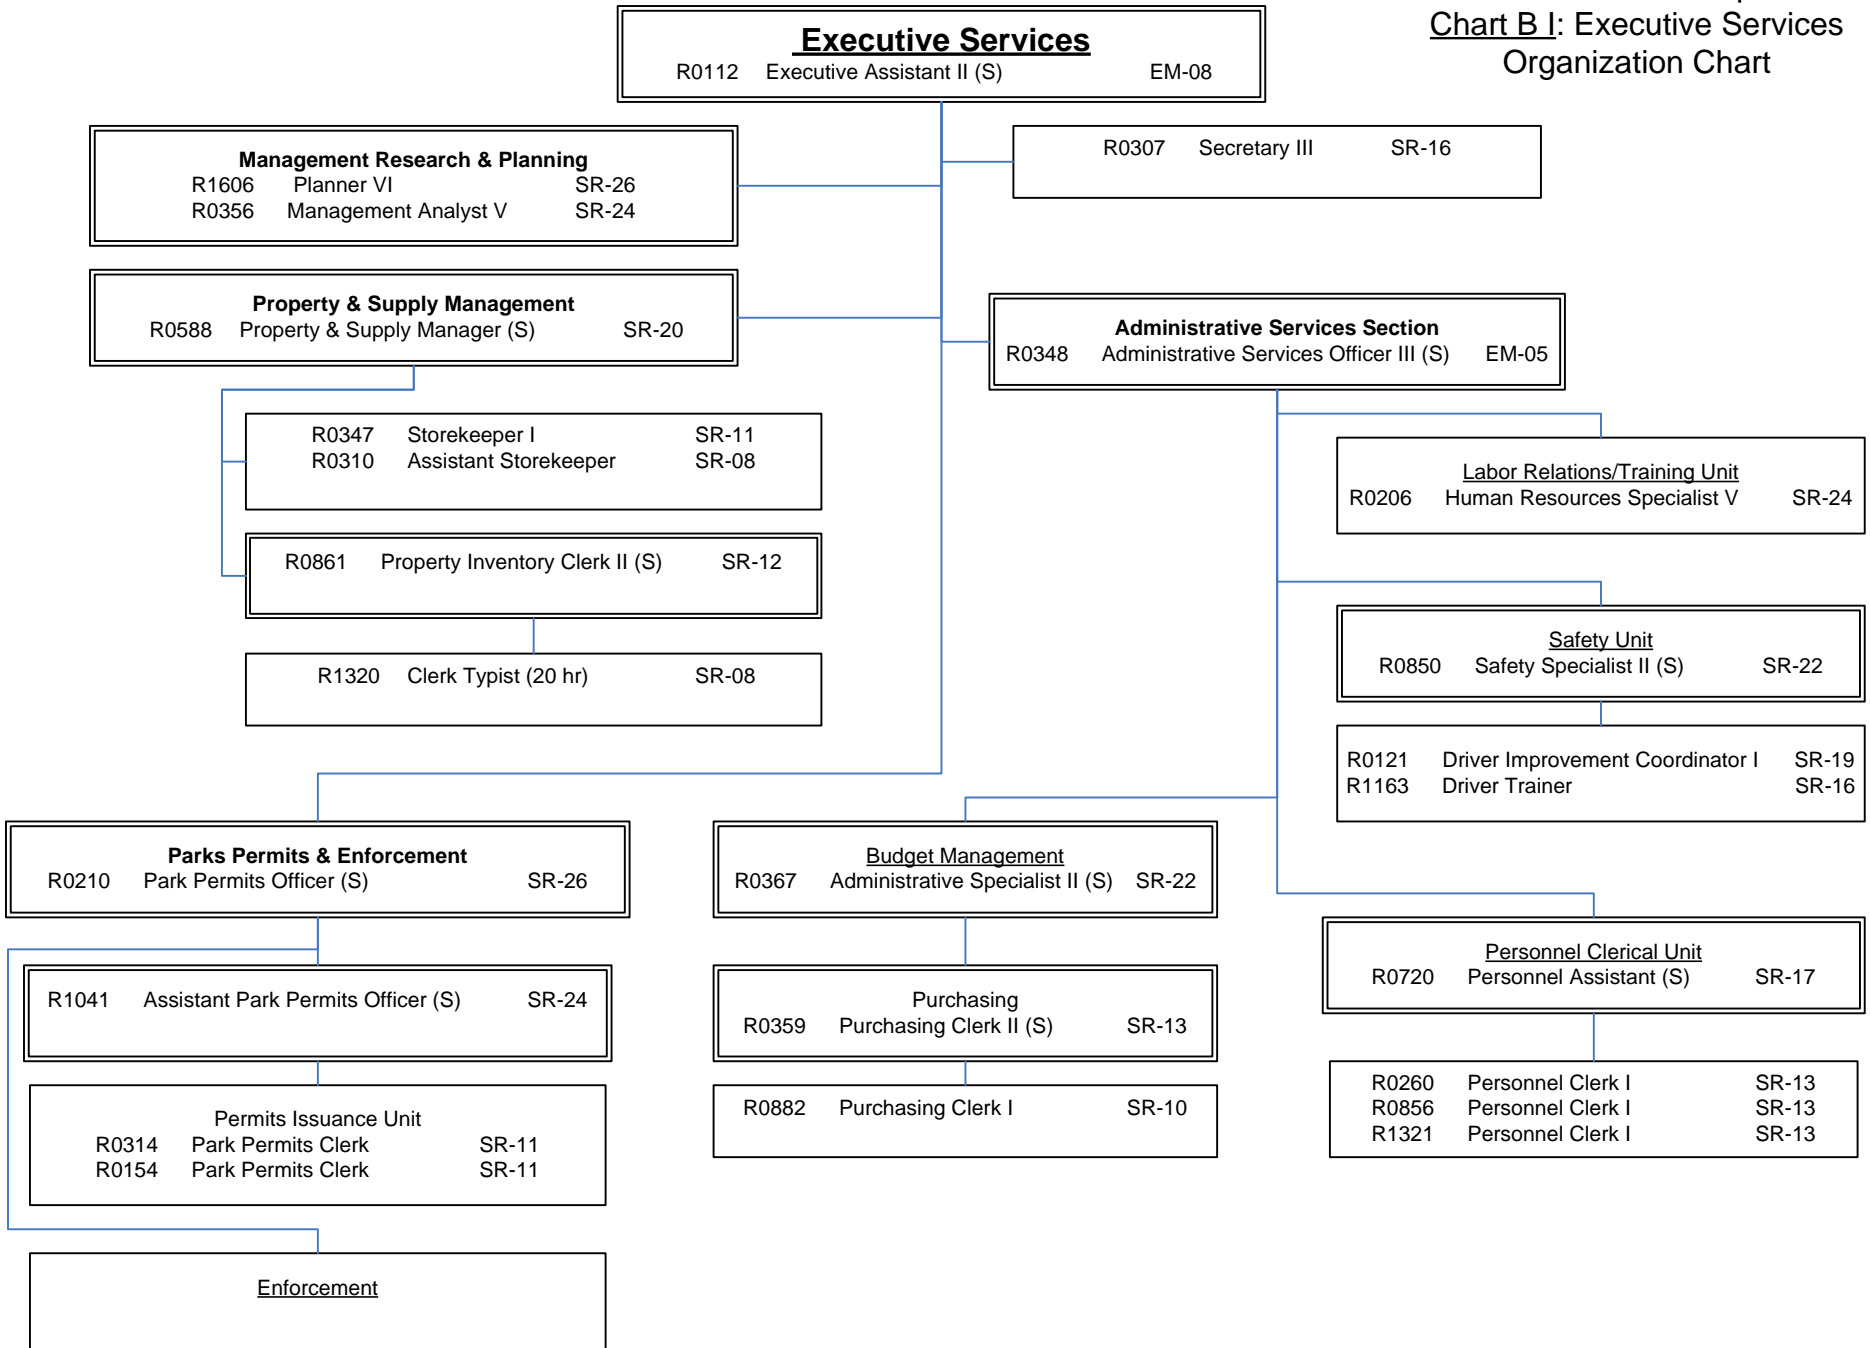 Chart B I: Executive Services
Organization Chart
Executive Services
R0112 Executive Assistant II (S) EM-08
R0307 Secretary III SR-16
Management Research & Planning
R1606 Planner VI SR-26
R0356 Management Analyst V SR-24
Property & Supply Management
R0588 Property & Supply Manager (S) SR-20
R0347 Storekeeper I SR-11
R0310 Assistant Storekeeper SR-08
R0861 Property Inventory Clerk II (S) SR-12
R1320 Clerk Typist (20 hr) SR-08
Administrative Services Section
R0348 Administrative Services Officer III (S) EM-05
Labor Relations/Training Unit
R0206 Human Resources Specialist V SR-24
Safety Unit
R0850 Safety Specialist II (S) SR-22
R0121 Driver Improvement Coordinator I SR-19
R1163 Driver Trainer SR-16
Parks Permits & Enforcement
R0210 Park Permits Officer (S) SR-26
R1041 Assistant Park Permits Officer (S) SR-24
Permits Issuance Unit
R0314 Park Permits Clerk SR-11
R0154 Park Permits Clerk SR-11
Enforcement
Budget Management
R0367 Administrative Specialist II (S) SR-22
Purchasing
R0359 Purchasing Clerk II (S) SR-13
R0882 Purchasing Clerk I SR-10
Personnel Clerical Unit
R0720 Personnel Assistant (S) SR-17
R0260 Personnel Clerk I SR-13
R0856 Personnel Clerk I SR-13
R1321 Personnel Clerk I SR-13